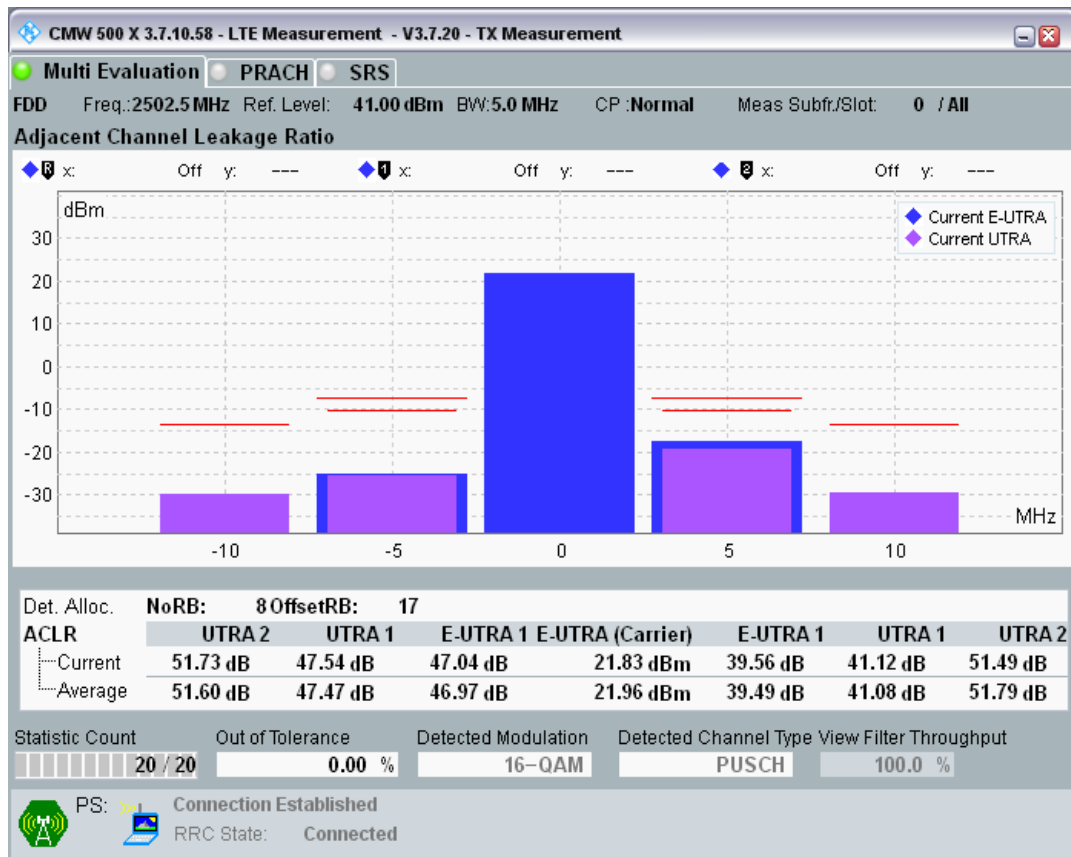 CMW 500 X 3.7.10.58 - LTE Measurement - V3.7.20 - TX Measurement
Multi Evaluation PRACH SRS
FDD Freq.:2502.5 MHz Ref. Level: 41.00 dBm BW:5.0 MHz CP :Normal Meas Subfr./Slot: 0 / All
Adjacent Channel Leakage Ratio
R x: Off y: --- 1 x: Off y: --- 2 x: Off y: ---
dBm
Current E-UTRA
Current UTRA
30
20
10
0
-10
-20
-30
MHz
-10 -5 0 5 10
Det. Alloc. NoRB: 8 OffsetRB: 17
ACLR UTRA 2 UTRA 1 E-UTRA 1 E-UTRA (Carrier) E-UTRA 1 UTRA 1 UTRA 2
Current 51.73 dB 47.54 dB 47.04 dB 21.83 dBm 39.56 dB 41.12 dB 51.49 dB
Average 51.60 dB 47.47 dB 46.97 dB 21.96 dBm 39.49 dB 41.08 dB 51.79 dB
Statistic Count Out of Tolerance Detected Modulation Detected Channel Type View Filter Throughput
20 / 20 0.00 % 16-QAM PUSCH 100.0 %
PS: Connection Established
RRC State: Connected